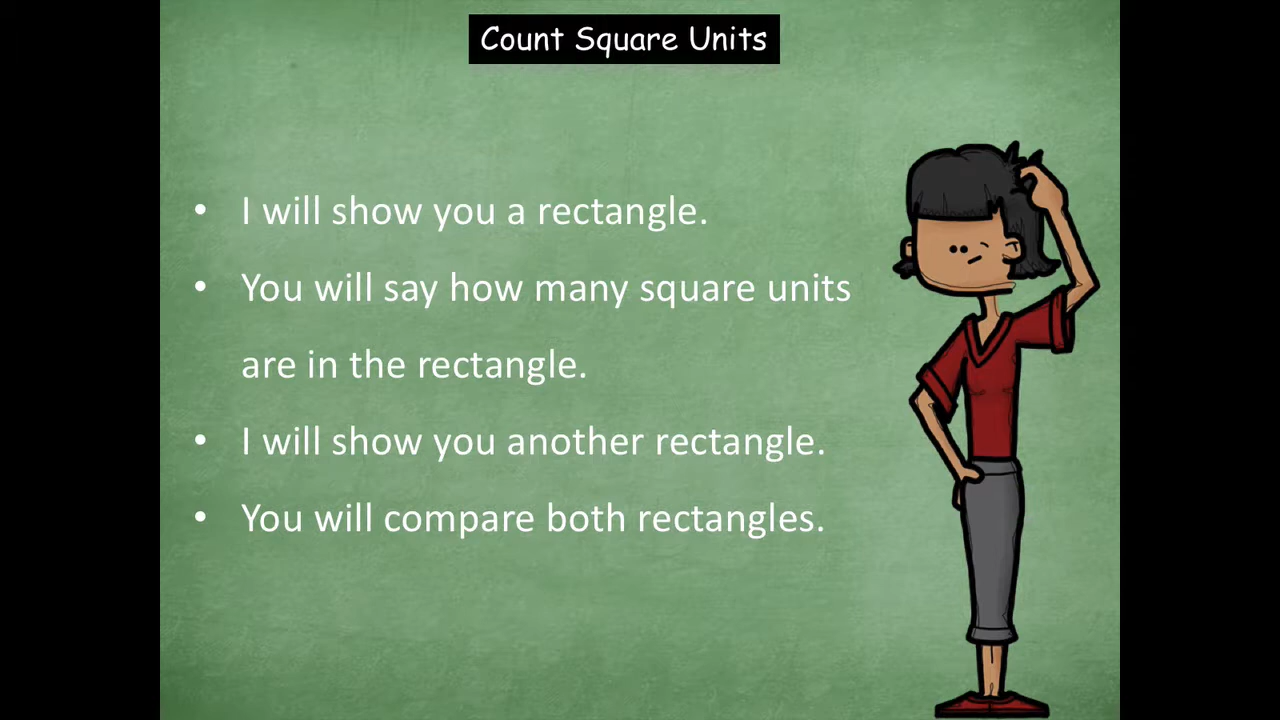 Count Square Units
• I will show you a rectangle.
• You will say how many square units
are in the rectangle.
• I will show you another rectangle.
• You will compare both rectangles.